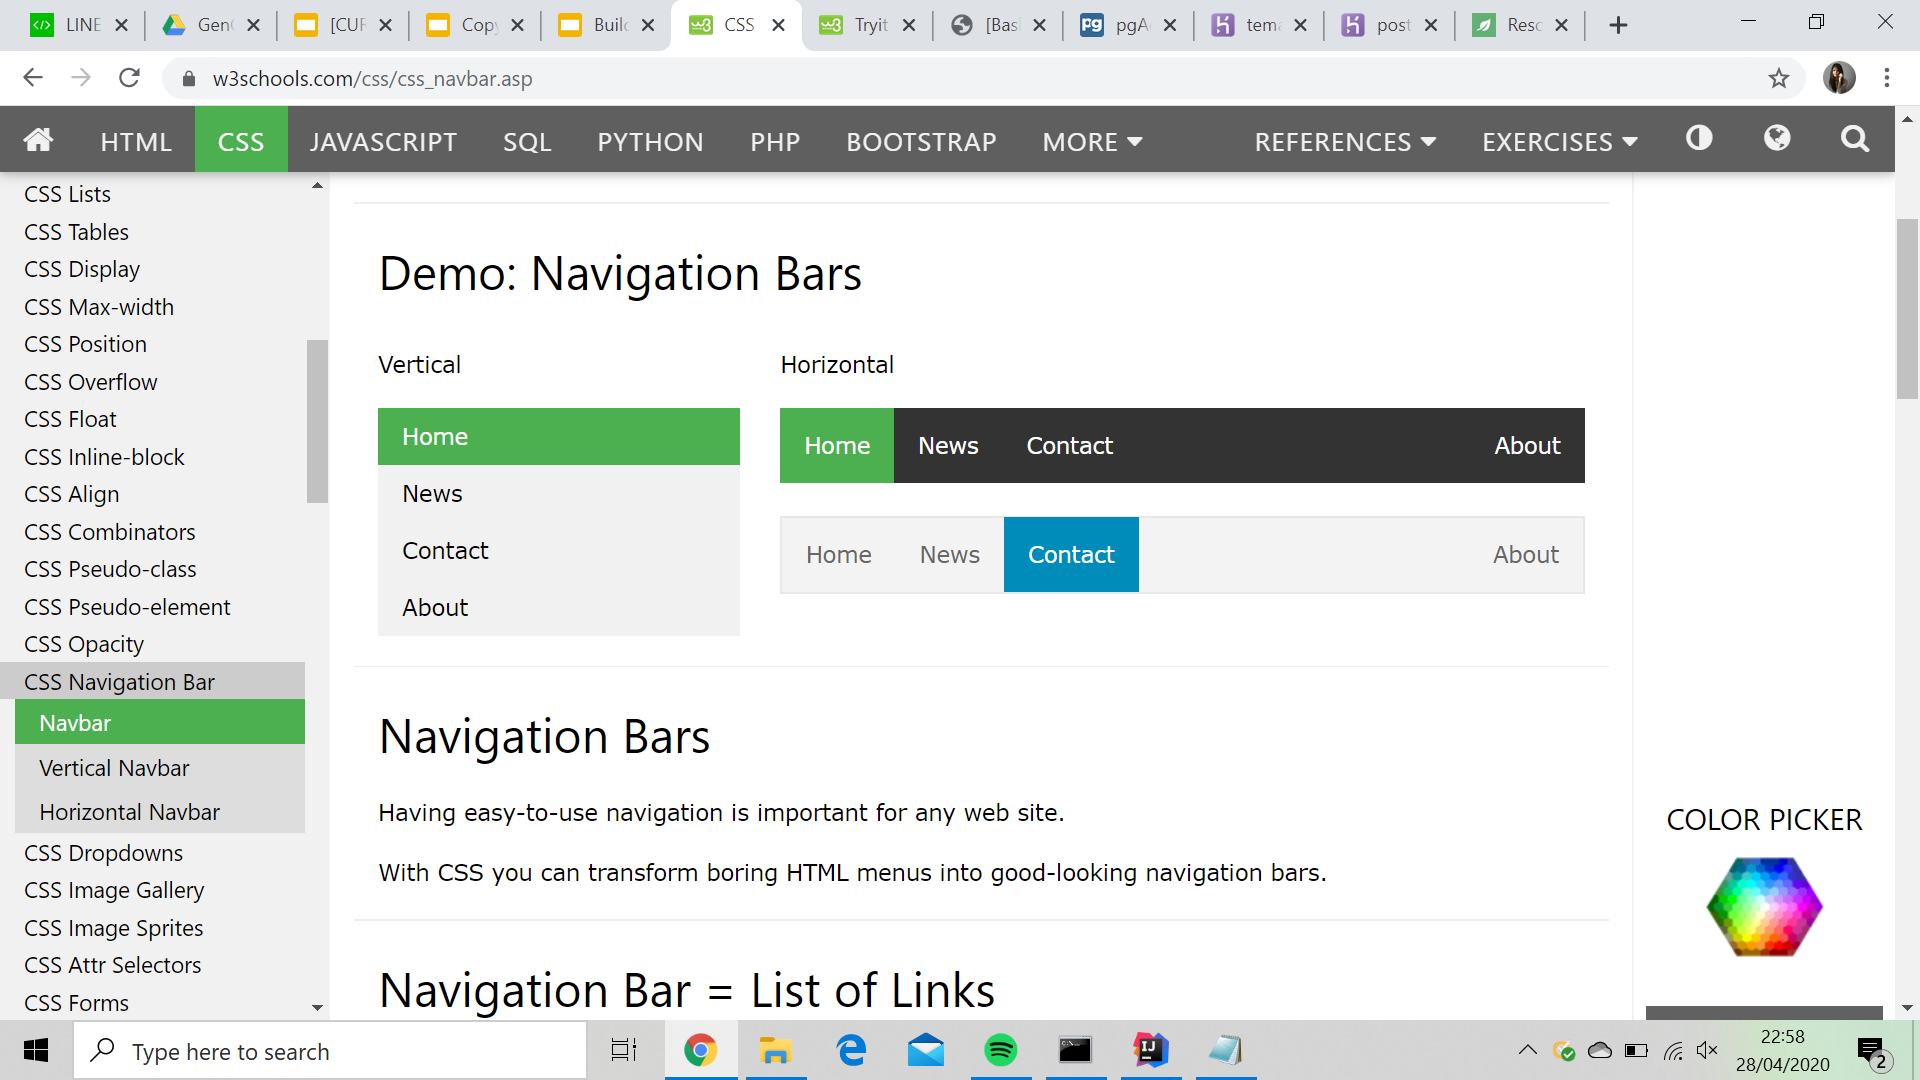 LINE
Gen
[CUR
Copy
Build
CSS
Tryit
[Bas
pgA
tema
post
Reso
w3schools.com/css/css_navbar.asp
HTML CSS JAVASCRIPT SQL PYTHON PHP BOOTSTRAP MORE REFERENCES EXERCISES
CSS Lists
CSS Tables
CSS Display
CSS Max-width
CSS Position
CSS Overflow
CSS Float
CSS Inline-block
CSS Align
CSS Combinators
CSS Pseudo-class
CSS Pseudo-element
CSS Opacity
CSS Navigation Bar
Navbar
Vertical Navbar
Horizontal Navbar
CSS Dropdowns
CSS Image Gallery
CSS Image Sprites
CSS Attr Selectors
CSS Forms
Demo: Navigation Bars
Vertical
Home
News
Contact
About
Horizontal
Home News Contact About
Home News Contact About
Navigation Bars
Having easy-to-use navigation is important for any web site.
With CSS you can transform boring HTML menus into good-looking navigation bars.
Navigation Bar = List of Links
COLOR PICKER
Type here to search
22:58
28/04/2020
2